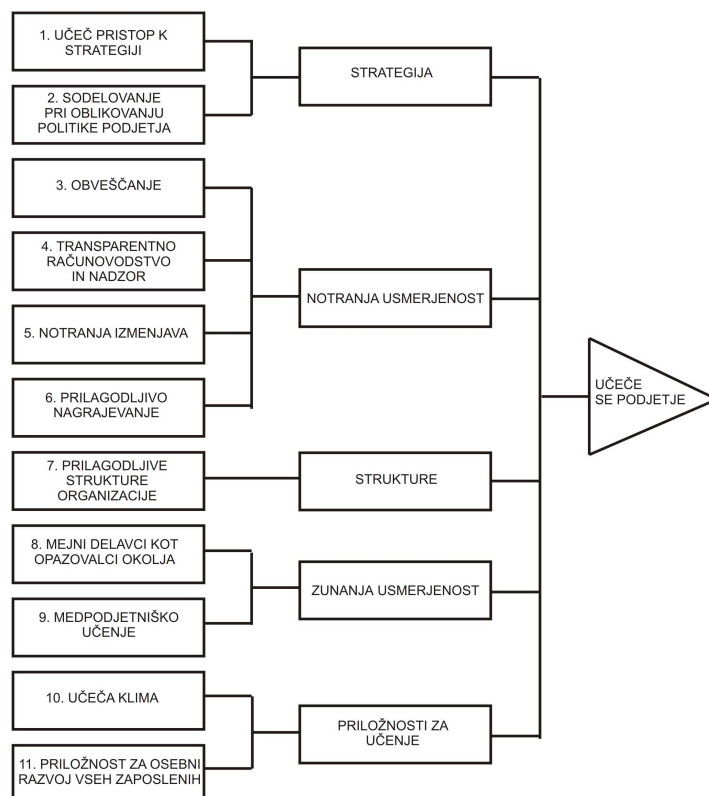 1. UČEČ PRISTOP K
STRATEGIJI
2. SODELOVANJE
PRI OBLIKOVANJU
POLITIKE PODJETJA
STRATEGIJA
3. OBVEŠČANJE
4. TRANSPARENTNO
RAČUNOVODSTVO
IN NADZOR
5. NOTRANJA IZMENJAVA
6. PRILAGODLJIVO
NAGRAJEVANJE
NOTRANJA USMERJENOST
7. PRILAGODLJIVE
STRUKTURE
ORGANIZACIJE
STRUKTURE
8. MEJNI DELAVCI KOT
OPAZOVALCI OKOLJA
9. MEDPODJETNIŠKO
UČENJE
ZUNANJA USMERJENOST
10. UČEČA KLIMA
11. PRILOŽNOST ZA OSEBNI
RAZVOJ VSEH ZAPOSLENIH
PRILOŽNOSTI ZA
UČENJE
UČEČE
SE PODJETJE